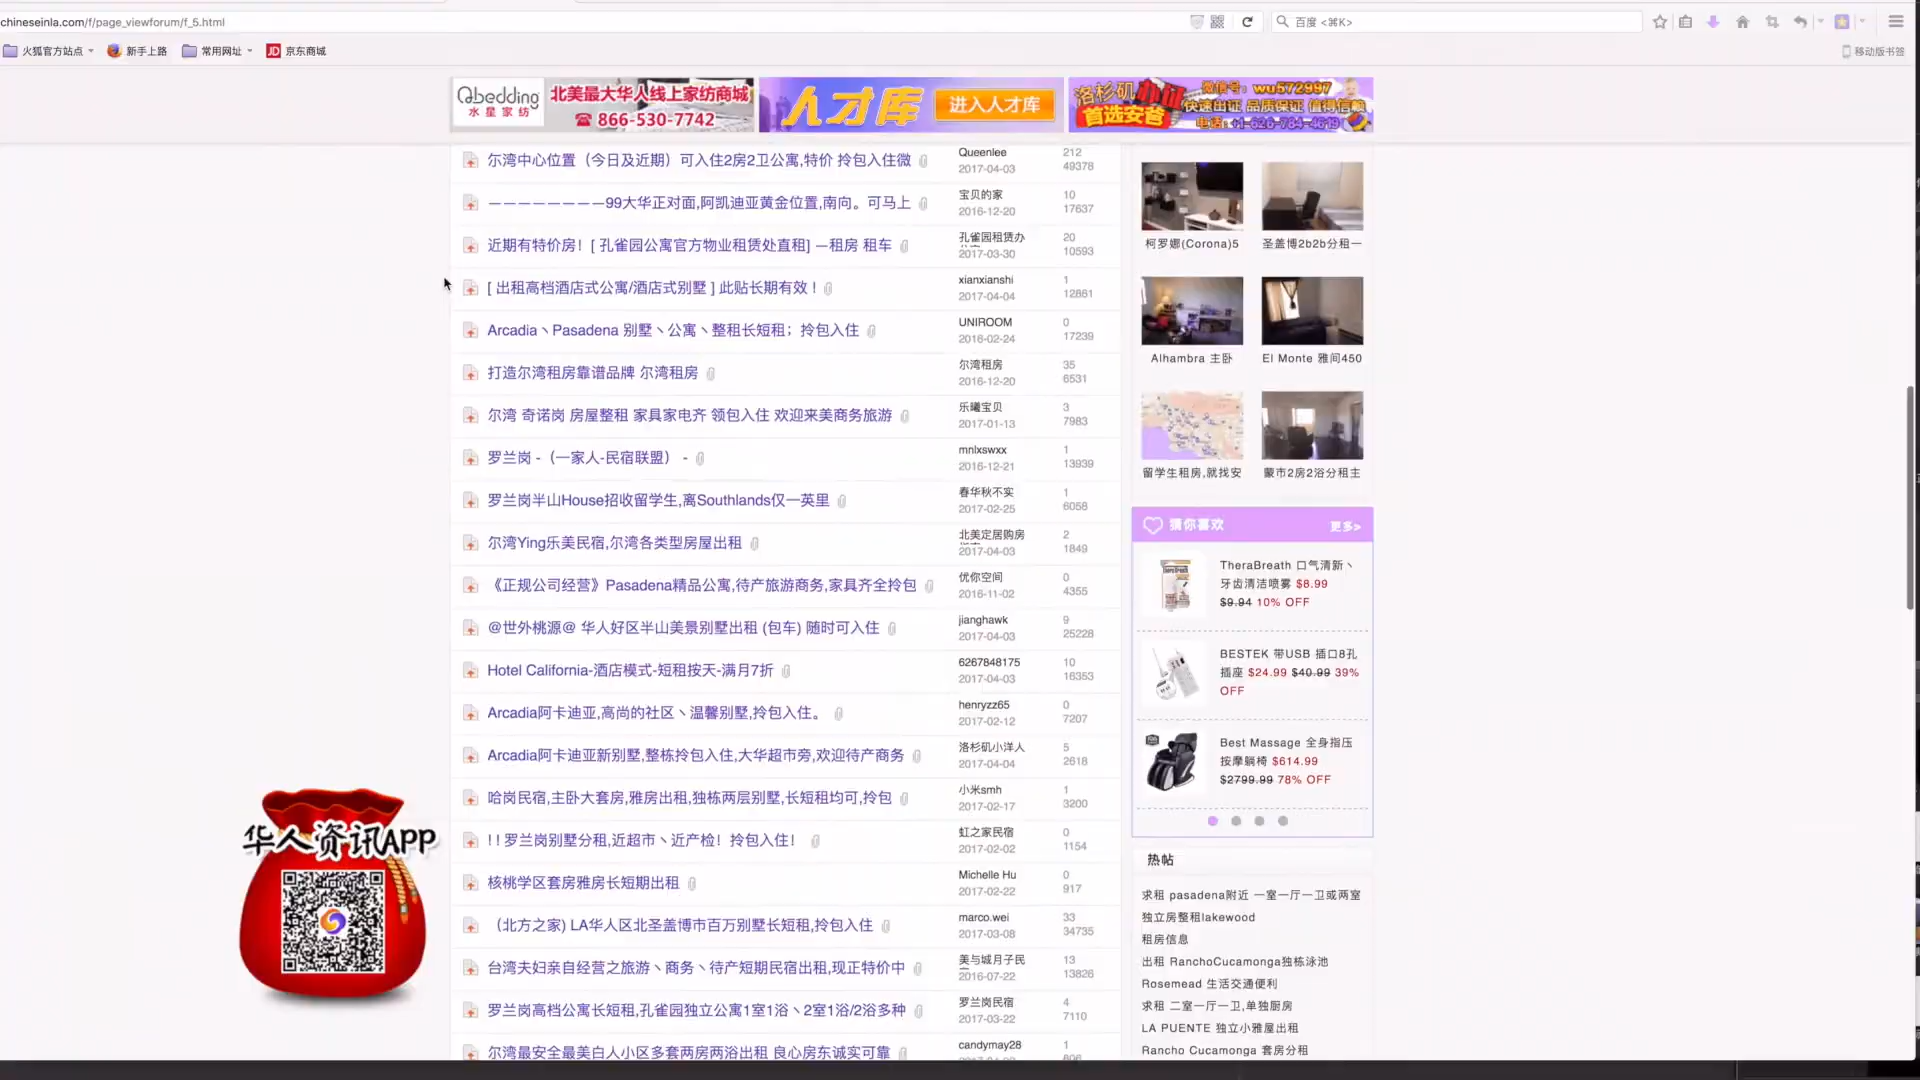 chineseinla.com/f/page_viewforum/f_5.html
百度 <⌘K>
火狐官方站点
新手上路
常用网址
JD 京东商城
移动版书签
Qbedding
水星家纺
北美最大华人线上家纺商城
866-530-7742
人才库
进入人才库
洛杉矶办证
首选安爸
微信号：wu572997
快速出证 品质保证 值得信赖
电话：+1-626-784-4619
尔湾中心位置（今日及近期）可入住2房2卫公寓,特价 拎包入住微
Queenlee
2017-04-03
212
49378
————————99大华正对面,阿凯迪亚黄金位置,南向。可马上
宝贝的家
2016-12-20
10
17637
近期有特价房！[ 孔雀园公寓官方物业租赁处直租] —租房 租车
孔雀园租赁办
2017-03-30
20
10593
[ 出租高档酒店式公寓/酒店式别墅 ] 此贴长期有效！
xianxianshi
2017-04-04
1
12861
Arcadia丶Pasadena 别墅丶公寓丶整租长短租；拎包入住
UNIROOM
2016-02-24
0
17239
打造尔湾租房靠谱品牌 尔湾租房
尔湾租房
2016-12-20
35
6531
尔湾 奇诺岗 房屋整租 家具家电齐 领包入住 欢迎来美商务旅游
乐曦宝贝
2017-01-13
3
7983
罗兰岗 -（一家人-民宿联盟） -
mnlxswxx
2016-12-21
1
13939
罗兰岗半山House招收留学生,离Southlands仅一英里
春华秋不实
2017-02-25
1
6058
尔湾Ying乐美民宿,尔湾各类型房屋出租
北美定居购房
2017-04-03
2
1849
《正规公司经营》Pasadena精品公寓,待产旅游商务,家具齐全拎包
优你空间
2016-11-02
0
4355
@世外桃源@ 华人好区半山美景别墅出租 (包车) 随时可入住
jianghawk
2017-04-03
9
25228
Hotel California-酒店模式-短租按天-满月7折
6267848175
2017-04-03
10
16353
Arcadia阿卡迪亚,高尚的社区丶温馨别墅,拎包入住。
henryzz65
2017-02-12
0
7207
Arcadia阿卡迪亚新别墅,整栋拎包入住,大华超市旁,欢迎待产商务
洛杉矶小洋人
2017-04-04
5
2618
哈岗民宿,主卧大套房,雅房出租,独栋两层别墅,长短租均可,拎包
小米smh
2017-02-17
1
3200
! ! 罗兰岗别墅分租,近超市丶近产检！拎包入住！
虹之家民宿
2017-02-02
0
1154
核桃学区套房雅房长短期出租
Michelle Hu
2017-02-22
0
917
（北方之家) LA华人区北圣盖博市百万别墅长短租,拎包入住
marco.wei
2017-03-08
33
34735
台湾夫妇亲自经营之旅游丶商务丶待产短期民宿出租,现正特价中
美与城月子民
2016-07-22
13
13826
罗兰岗高档公寓长短租,孔雀园独立公寓1室1浴丶2室1浴/2浴多种
罗兰岗民宿
2017-03-22
4
7110
尔湾最安全最美白人小区多套两房两浴出租 良心房东诚实可靠
candymay28
1
柯罗娜(Corona)5
圣盖博2b2b分租一
Alhambra 主卧
El Monte 雅间450
留学生租房,就找安
蒙市2房2浴分租主
猜你喜欢
更多>
TheraBreath 口气清新丶
牙齿清洁喷雾 $8.99
$9.94 10% OFF
BESTEK 带USB 插口8孔
插座 $24.99 $40.99 39%
OFF
Best Massage 全身指压
按摩躺椅 $614.99
$2799.99 78% OFF
热帖
求租 pasadena附近 一室一厅一卫或两室
独立房整租lakewood
租房信息
出租 RanchoCucamonga独栋泳池
Rosemead 生活交通便利
求租 二室一厅一卫,单独厨房
LA PUENTE 独立小雅屋出租
Rancho Cucamonga 套房分租
华人资讯APP